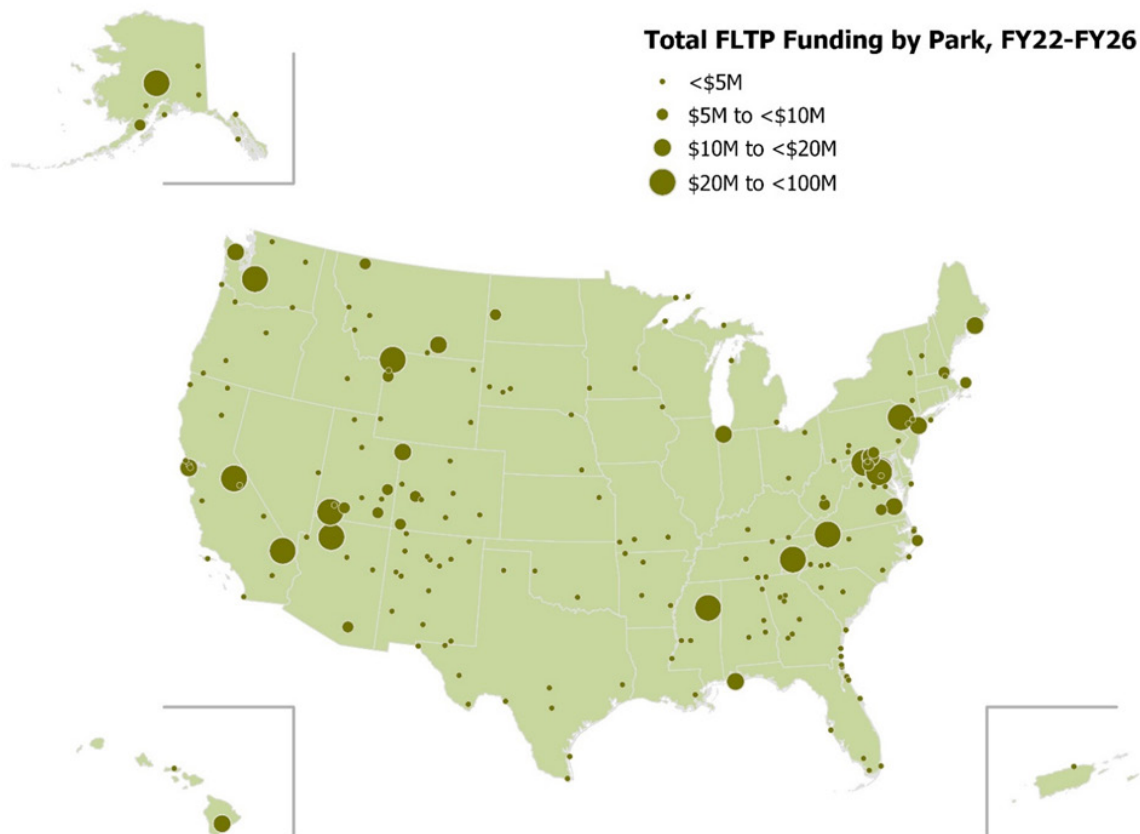 Total FLTP Funding by Park, FY22-FY26
<$5M
$5M to <$10M
$10M to <$20M
$20M to <100M